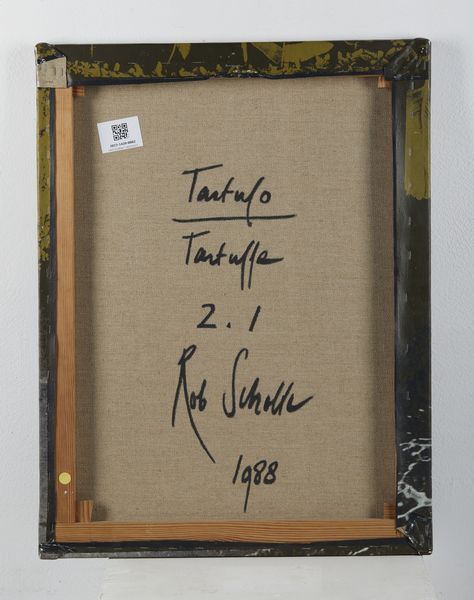 Tartufo
Tartuffe
2.1
Rob Scholte
1988